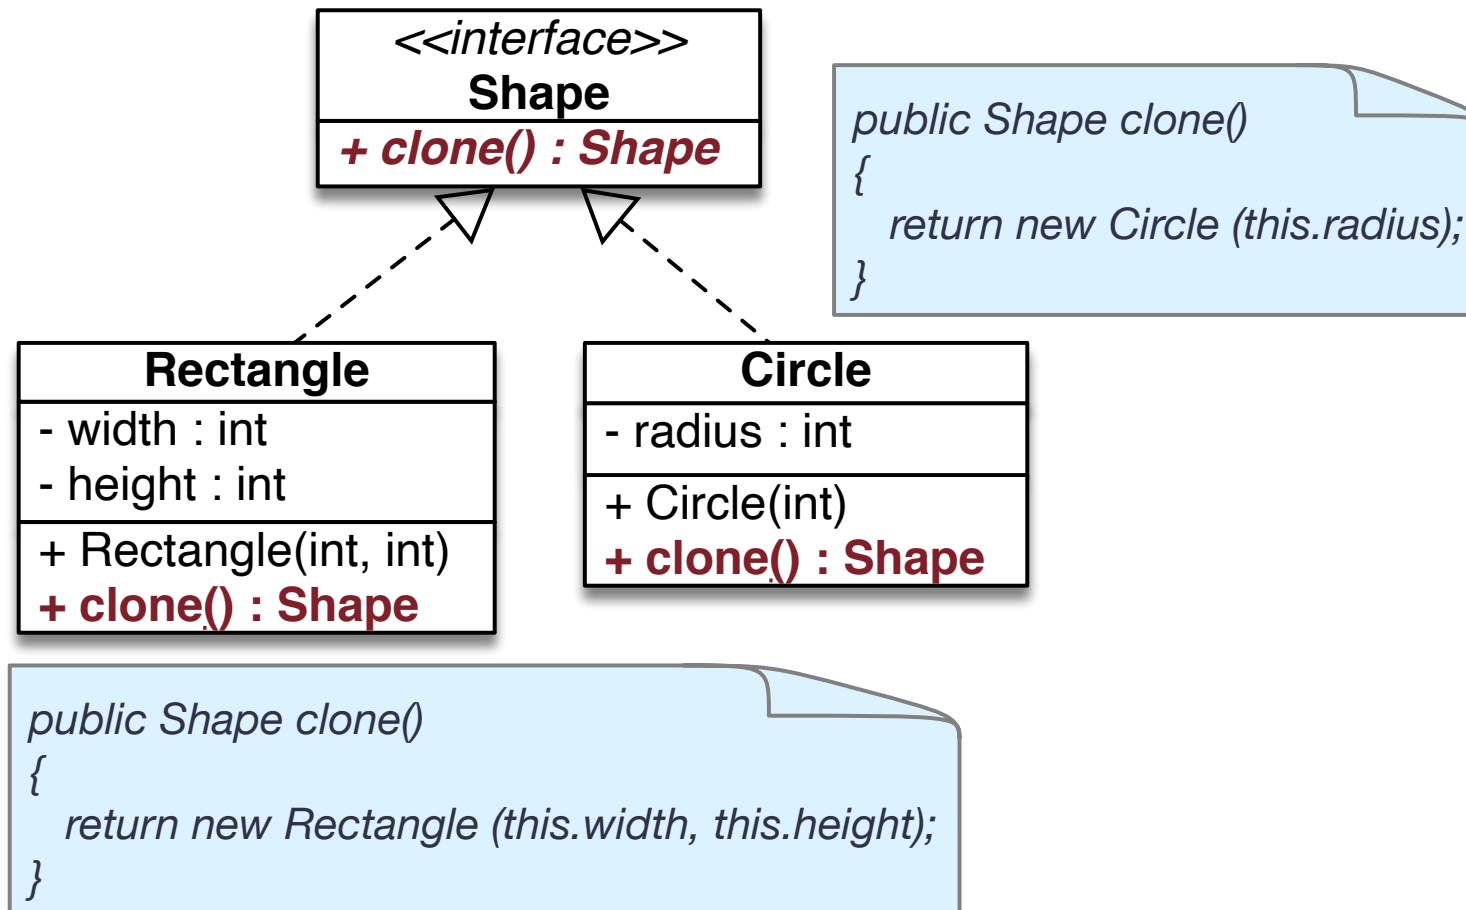 <<interface>>
Shape
+ clone() : Shape
public Shape clone()
{
return new Circle (this.radius);
}
Rectangle
- width : int
- height : int
+ Rectangle(int, int)
+ clone() : Shape
Circle
- radius : int
+ Circle(int)
+ clone() : Shape
public Shape clone()
{
return new Rectangle (this.width, this.height);
}